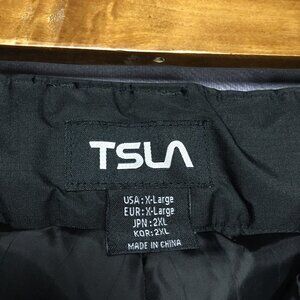 TSLA
USA: X-Large
EUR: X-Large
JPN: 2XL
KOR: 2XL
MADE IN CHINA